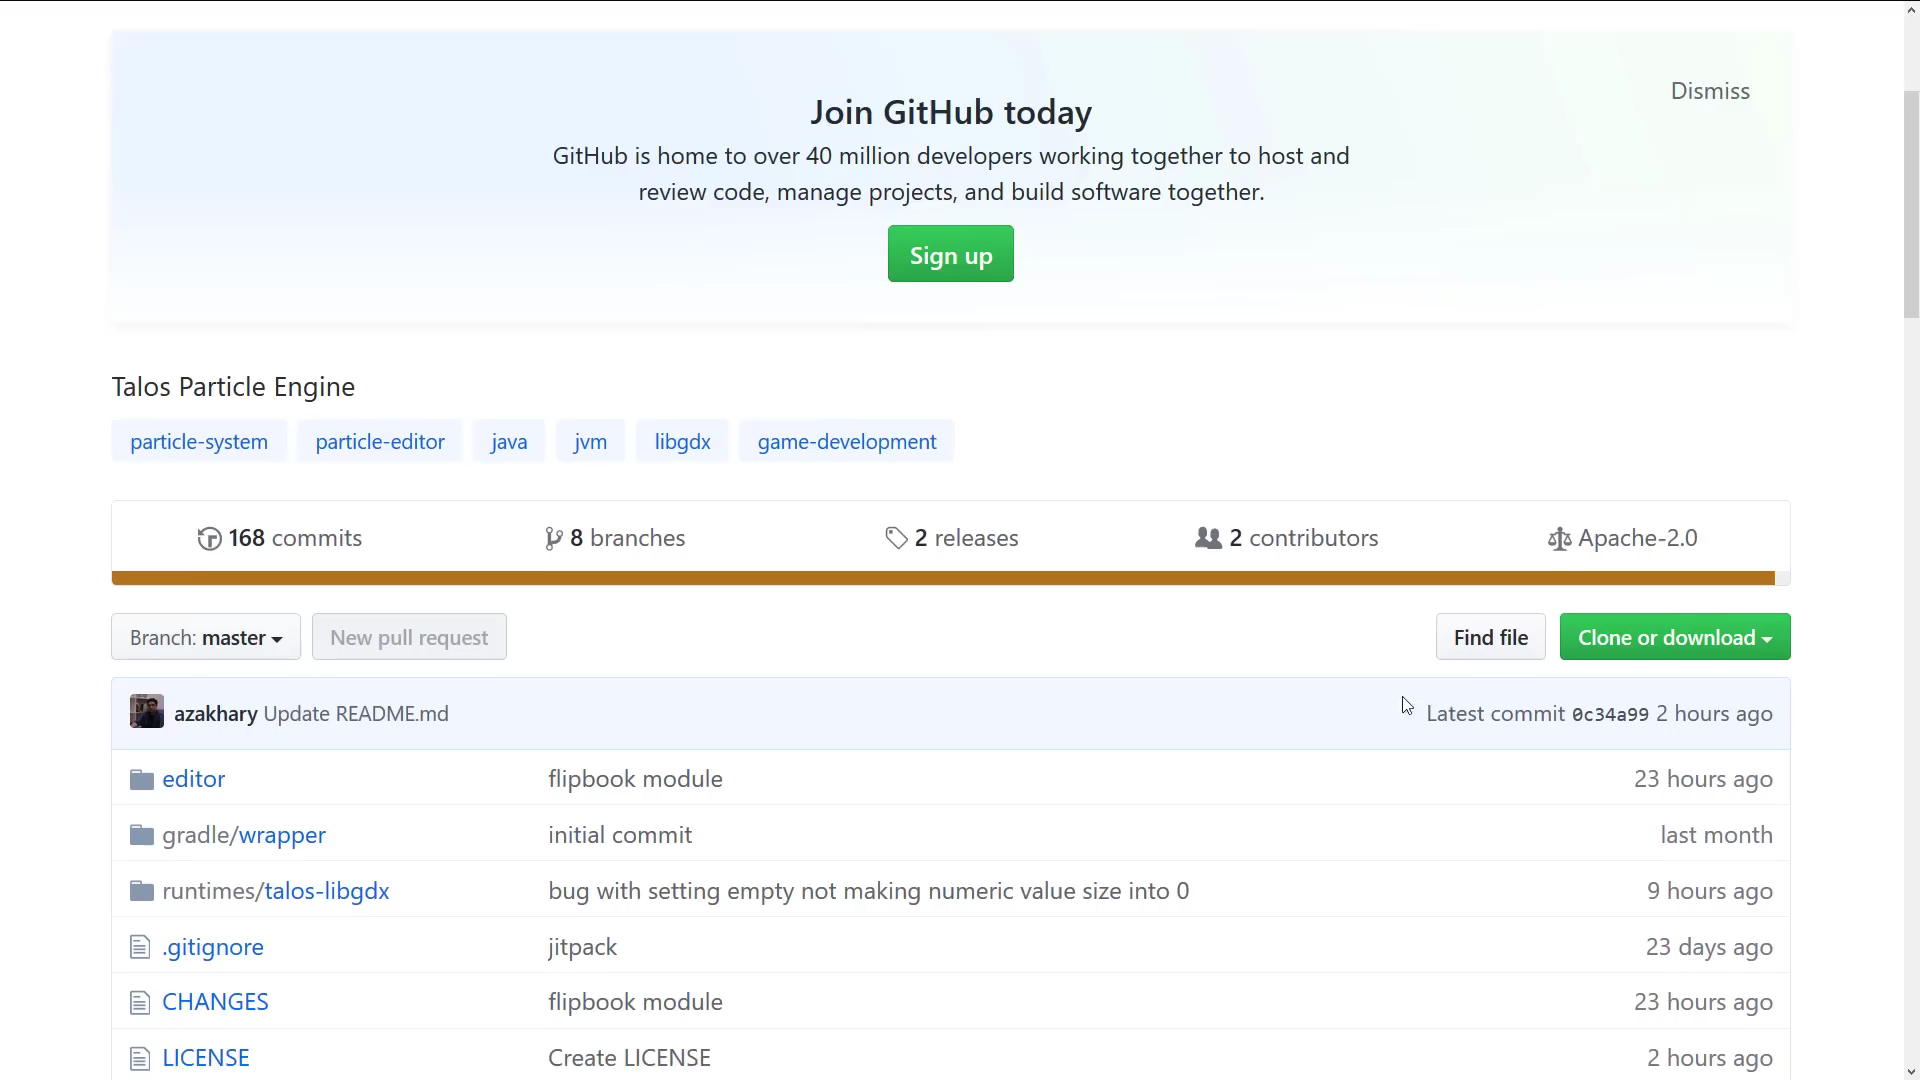 Dismiss
Join GitHub today
GitHub is home to over 40 million developers working together to host and
review code, manage projects, and build software together.
Sign up
Talos Particle Engine
particle-system particle-editor java jvm libgdx game-development
168 commits 8 branches 2 releases 2 contributors Apache-2.0
Branch: master New pull request Find file Clone or download
azakhary Update README.md Latest commit 0c34a99 2 hours ago
editor flipbook module 23 hours ago
gradle/wrapper initial commit last month
runtimes/talos-libgdx bug with setting empty not making numeric value size into 0 9 hours ago
.gitignore jitpack 23 days ago
CHANGES flipbook module 23 hours ago
LICENSE Create LICENSE 2 hours ago